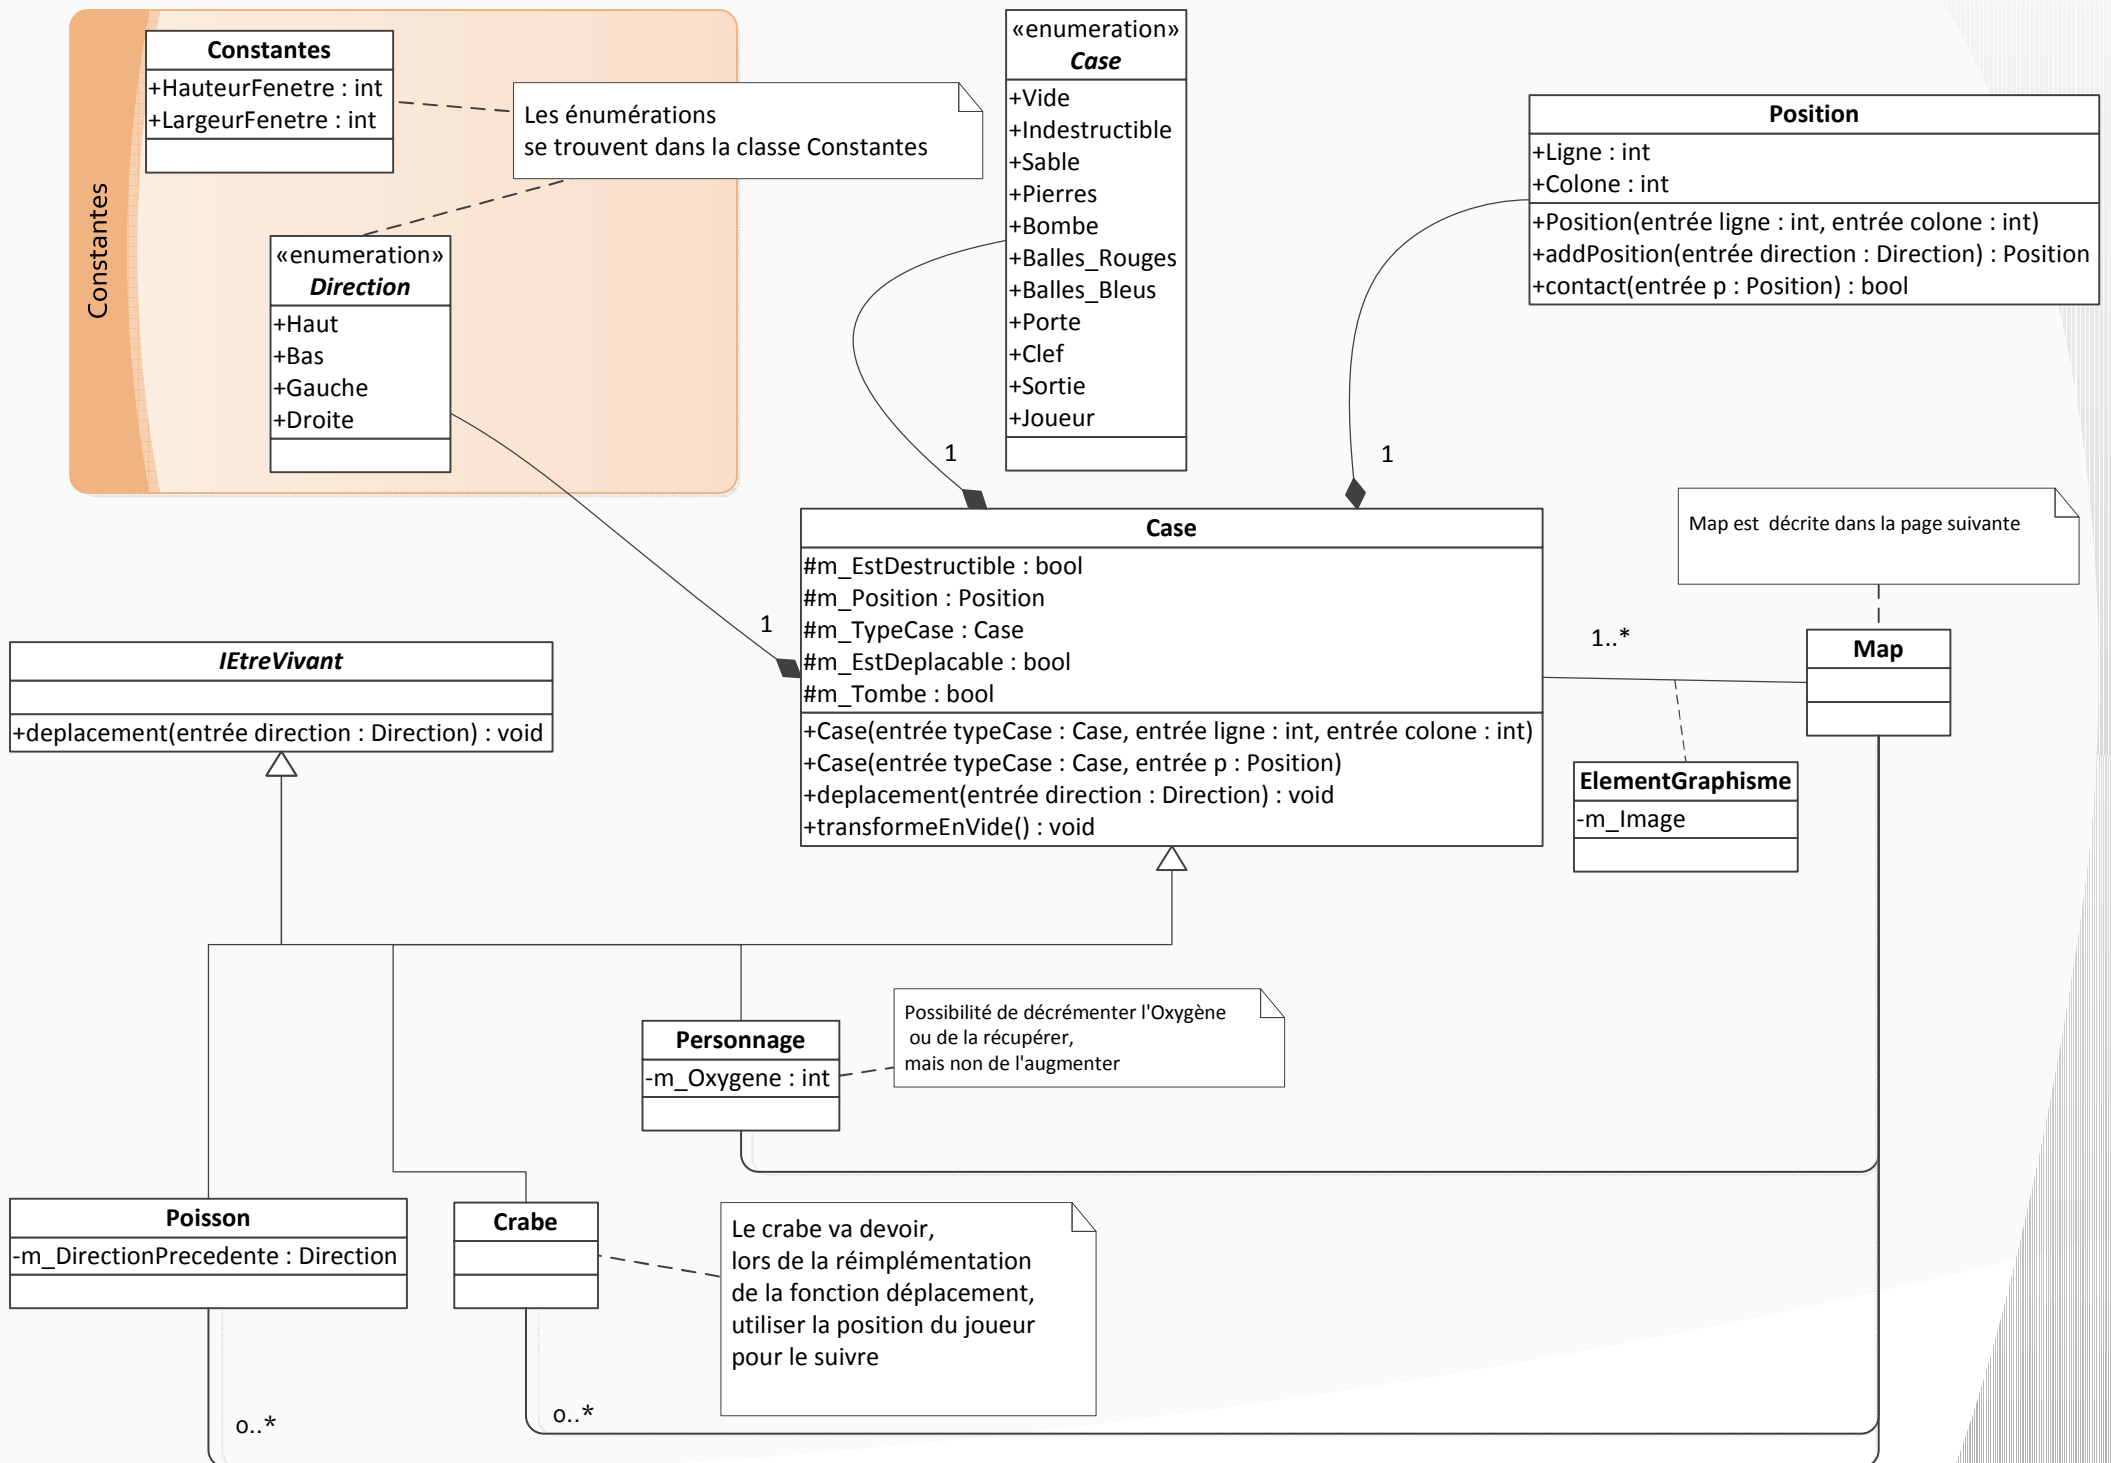 Constantes
Constantes
+HauteurFenetre : int
+LargeurFenetre : int
Les énumérations
se trouvent dans la classe Constantes
«enumeration»
Direction
+Haut
+Bas
+Gauche
+Droite
«enumeration»
Case
+Vide
+Indestructible
+Sable
+Pierres
+Bombe
+Balles_Rouges
+Balles_Bleus
+Porte
+Clef
+Sortie
+Joueur
Position
+Ligne : int
+Colone : int
+Position(entrée ligne : int, entrée colone : int)
+addPosition(entrée direction : Direction) : Position
+contact(entrée p : Position) : bool
1
1
1
Case
#m_EstDestructible : bool
#m_Position : Position
#m_TypeCase : Case
#m_EstDeplacable : bool
#m_Tombe : bool
+Case(entrée typeCase : Case, entrée ligne : int, entrée colone : int)
+Case(entrée typeCase : Case, entrée p : Position)
+deplacement(entrée direction : Direction) : void
+transformeEnVide() : void
Map est  décrite dans la page suivante
1..*
Map
ElementGraphisme
-m_Image
IEtreVivant
+deplacement(entrée direction : Direction) : void
Personnage
-m_Oxygene : int
Possibilité de décrémenter l'Oxygène
ou de la récupérer,
mais non de l'augmenter
Poisson
-m_DirectionPrecedente : Direction
Crabe
Le crabe va devoir,
lors de la réimplémentation
de la fonction déplacement,
utiliser la position du joueur
pour le suivre
o..*
o..*